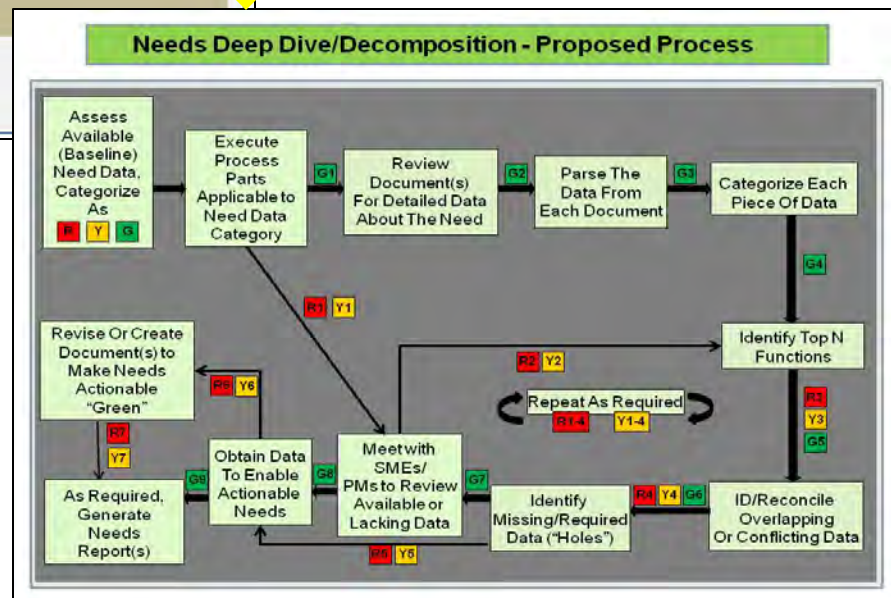 Needs Deep Dive/Decomposition - Proposed Process
Assess
Available
(Baseline)
Need Data,
Categorize
As
R Y G
Execute
Process
Parts
Applicable to
Need Data
Category
G1
Review
Document(s)
For Detailed Data
About The Need
G2
Parse The
Data From
Each Document
G3
Categorize Each
Piece Of Data
G4
R1 Y1
Revise Or Create
Document(s) to
Make Needs
Actionable
"Green"
R6 Y6
R2 Y2
Identify Top N
Functions
Repeat As Required
R1-4 Y1-4
R3
Y3
G5
R7
Y7
As Required,
Generate
Needs
Report(s)
G9
Obtain Data
To Enable
Actionable
Needs
G8
Meet with
SMEs/
PMs to Review
Available or
Lacking Data
G7
Identify
Missing/Required
Data ("Holes")
R4 Y4 G6
ID/Reconcile
Overlapping
Or Conflicting Data
R5 Y5